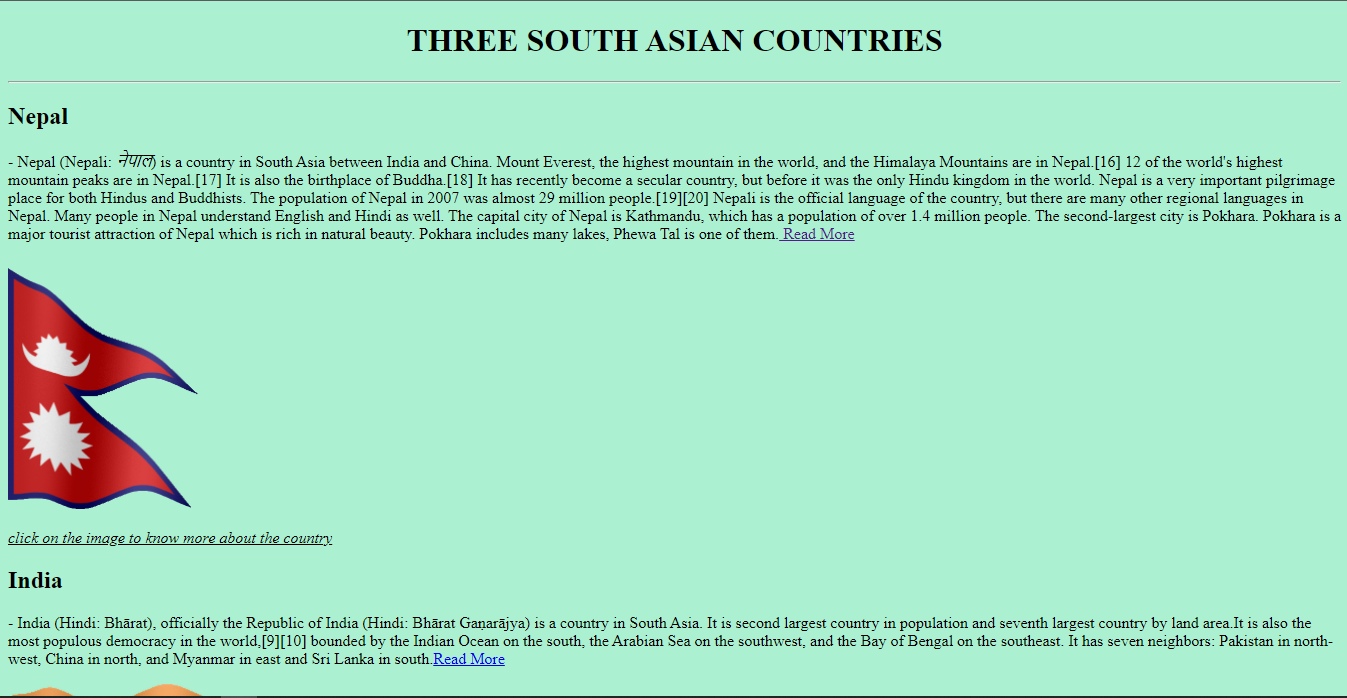 THREE SOUTH ASIAN COUNTRIES
Nepal
- Nepal (Nepali: नेपाल) is a country in South Asia between India and China. Mount Everest, the highest mountain in the world, and the Himalaya Mountains are in Nepal.[16] 12 of the world's highest
mountain peaks are in Nepal.[17] It is also the birthplace of Buddha.[18] It has recently become a secular country, but before it was the only Hindu kingdom in the world. Nepal is a very important pilgrimage
place for both Hindus and Buddhists. The population of Nepal in 2007 was almost 29 million people.[19][20] Nepali is the official language of the country, but there are many other regional languages in
Nepal. Many people in Nepal understand English and Hindi as well. The capital city of Nepal is Kathmandu, which has a population of over 1.4 million people. The second-largest city is Pokhara. Pokhara is a
major tourist attraction of Nepal which is rich in natural beauty. Pokhara includes many lakes, Phewa Tal is one of them. Read More
click on the image to know more about the country
India
- India (Hindi: Bhārat), officially the Republic of India (Hindi: Bhārat Gaṇarājya) is a country in South Asia. It is second largest country in population and seventh largest country by land area.It is also the
most populous democracy in the world,[9][10] bounded by the Indian Ocean on the south, the Arabian Sea on the southwest, and the Bay of Bengal on the southeast. It has seven neighbors: Pakistan in north-
west, China in north, and Myanmar in east and Sri Lanka in south.Read More